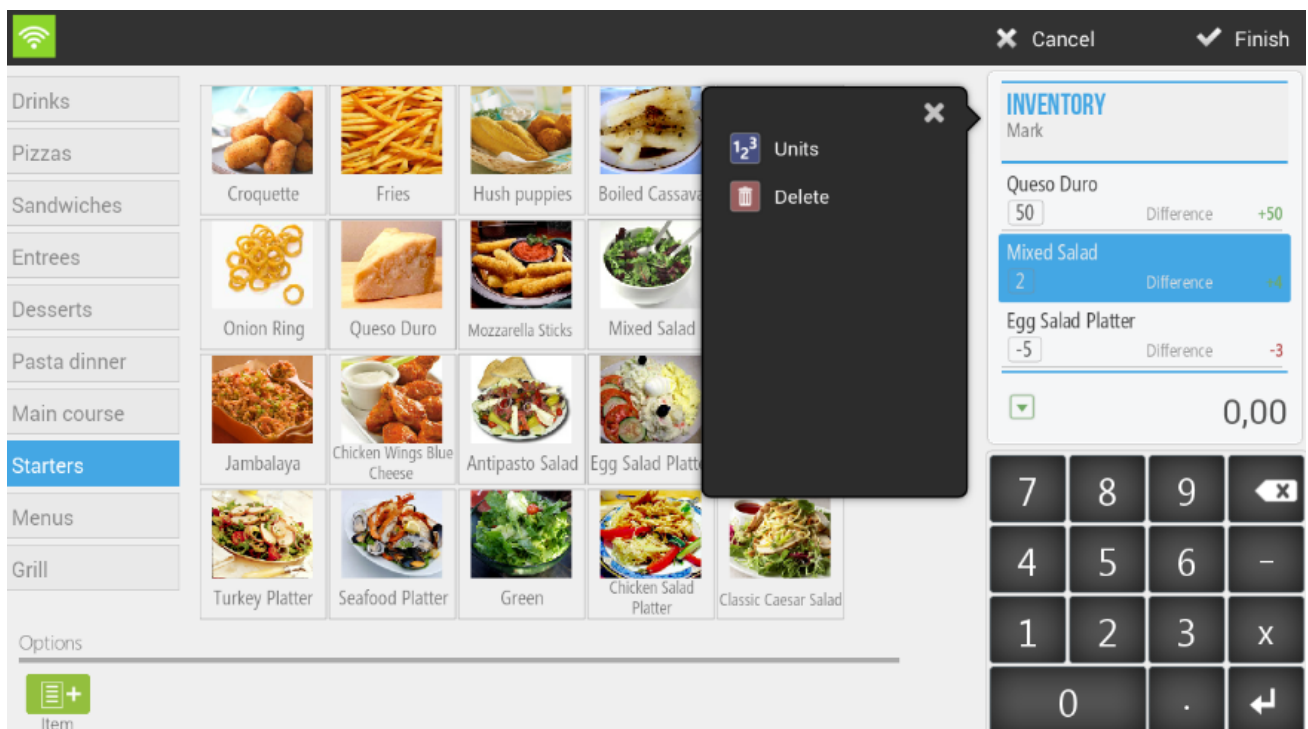 Cancel
Finish
Drinks
Pizzas
Sandwiches
Entrees
Desserts
Pasta dinner
Main course
Starters
Menus
Grill
Croquette
Fries
Hush puppies
Boiled Cassava
Onion Ring
Queso Duro
Mozzarella Sticks
Mixed Salad
Jambalaya
Chicken Wings Blue
Cheese
Antipasto Salad
Egg Salad Platt
Turkey Platter
Seafood Platter
Green
Chicken Salad
Platter
Classic Caesar Salad
1 2 3 Units
Delete
INVENTORY
Mark
Queso Duro
50 Difference +50
Mixed Salad
2 Difference
Egg Salad Platter
-5 Difference -3
0,00
7 8 9 x
4 5 6 -
1 2 3 x
0 .
Options
Item